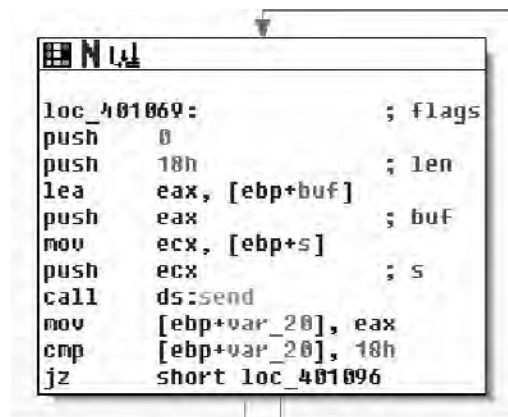 loc_401069: ; flags
push 0
push 18h ; len
lea eax, [ebp+buf]
push eax ; buf
mov ecx, [ebp+s]
push ecx ; s
call ds:send
mov [ebp+var_20], eax
cmp [ebp+var_20], 18h
jz short loc_401096